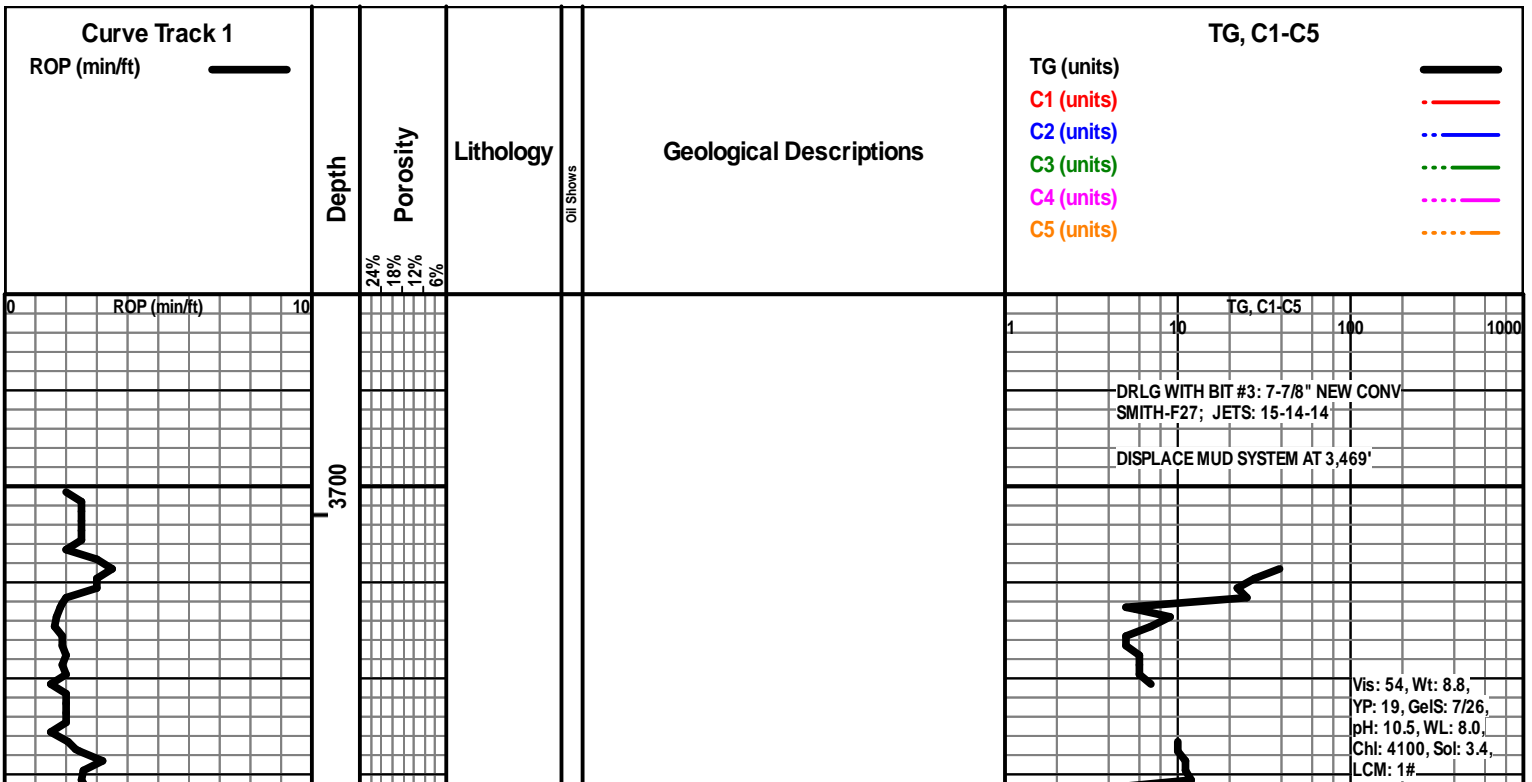 Curve Track 1
ROP (min/ft)
Depth
Porosity
24%
18%
12%
6%
Lithology
Oil Shows
Geological Descriptions
TG, C1-C5
TG (units)
C1 (units)
C2 (units)
C3 (units)
C4 (units)
C5 (units)
0 ROP (min/ft) 10
TG, C1-C5
1 10 100 1000
DRLG WITH BIT #3: 7-7/8" NEW CONV
SMITH-F27; JETS: 15-14-14
DISPLACE MUD SYSTEM AT 3,469'
3700
Vis: 54, Wt: 8.8,
YP: 19, GelS: 7/26,
pH: 10.5, WL: 8.0,
Chl: 4100, Sol: 3.4,
LCM: 1#